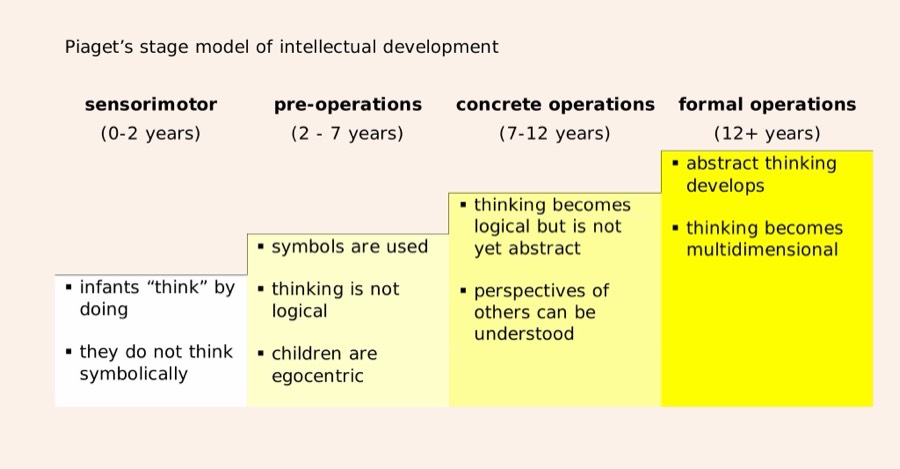 Piaget’s stage model of intellectual development
sensorimotor
(0-2 years)
▪ infants “think” by
doing
▪ they do not think
symbolically
pre-operations
(2 - 7 years)
▪ symbols are used
▪ thinking is not
logical
▪ children are
egocentric
concrete operations
(7-12 years)
▪ thinking becomes
logical but is not
yet abstract
▪ perspectives of
others can be
understood
formal operations
(12+ years)
▪ abstract thinking
develops
▪ thinking becomes
multidimensional